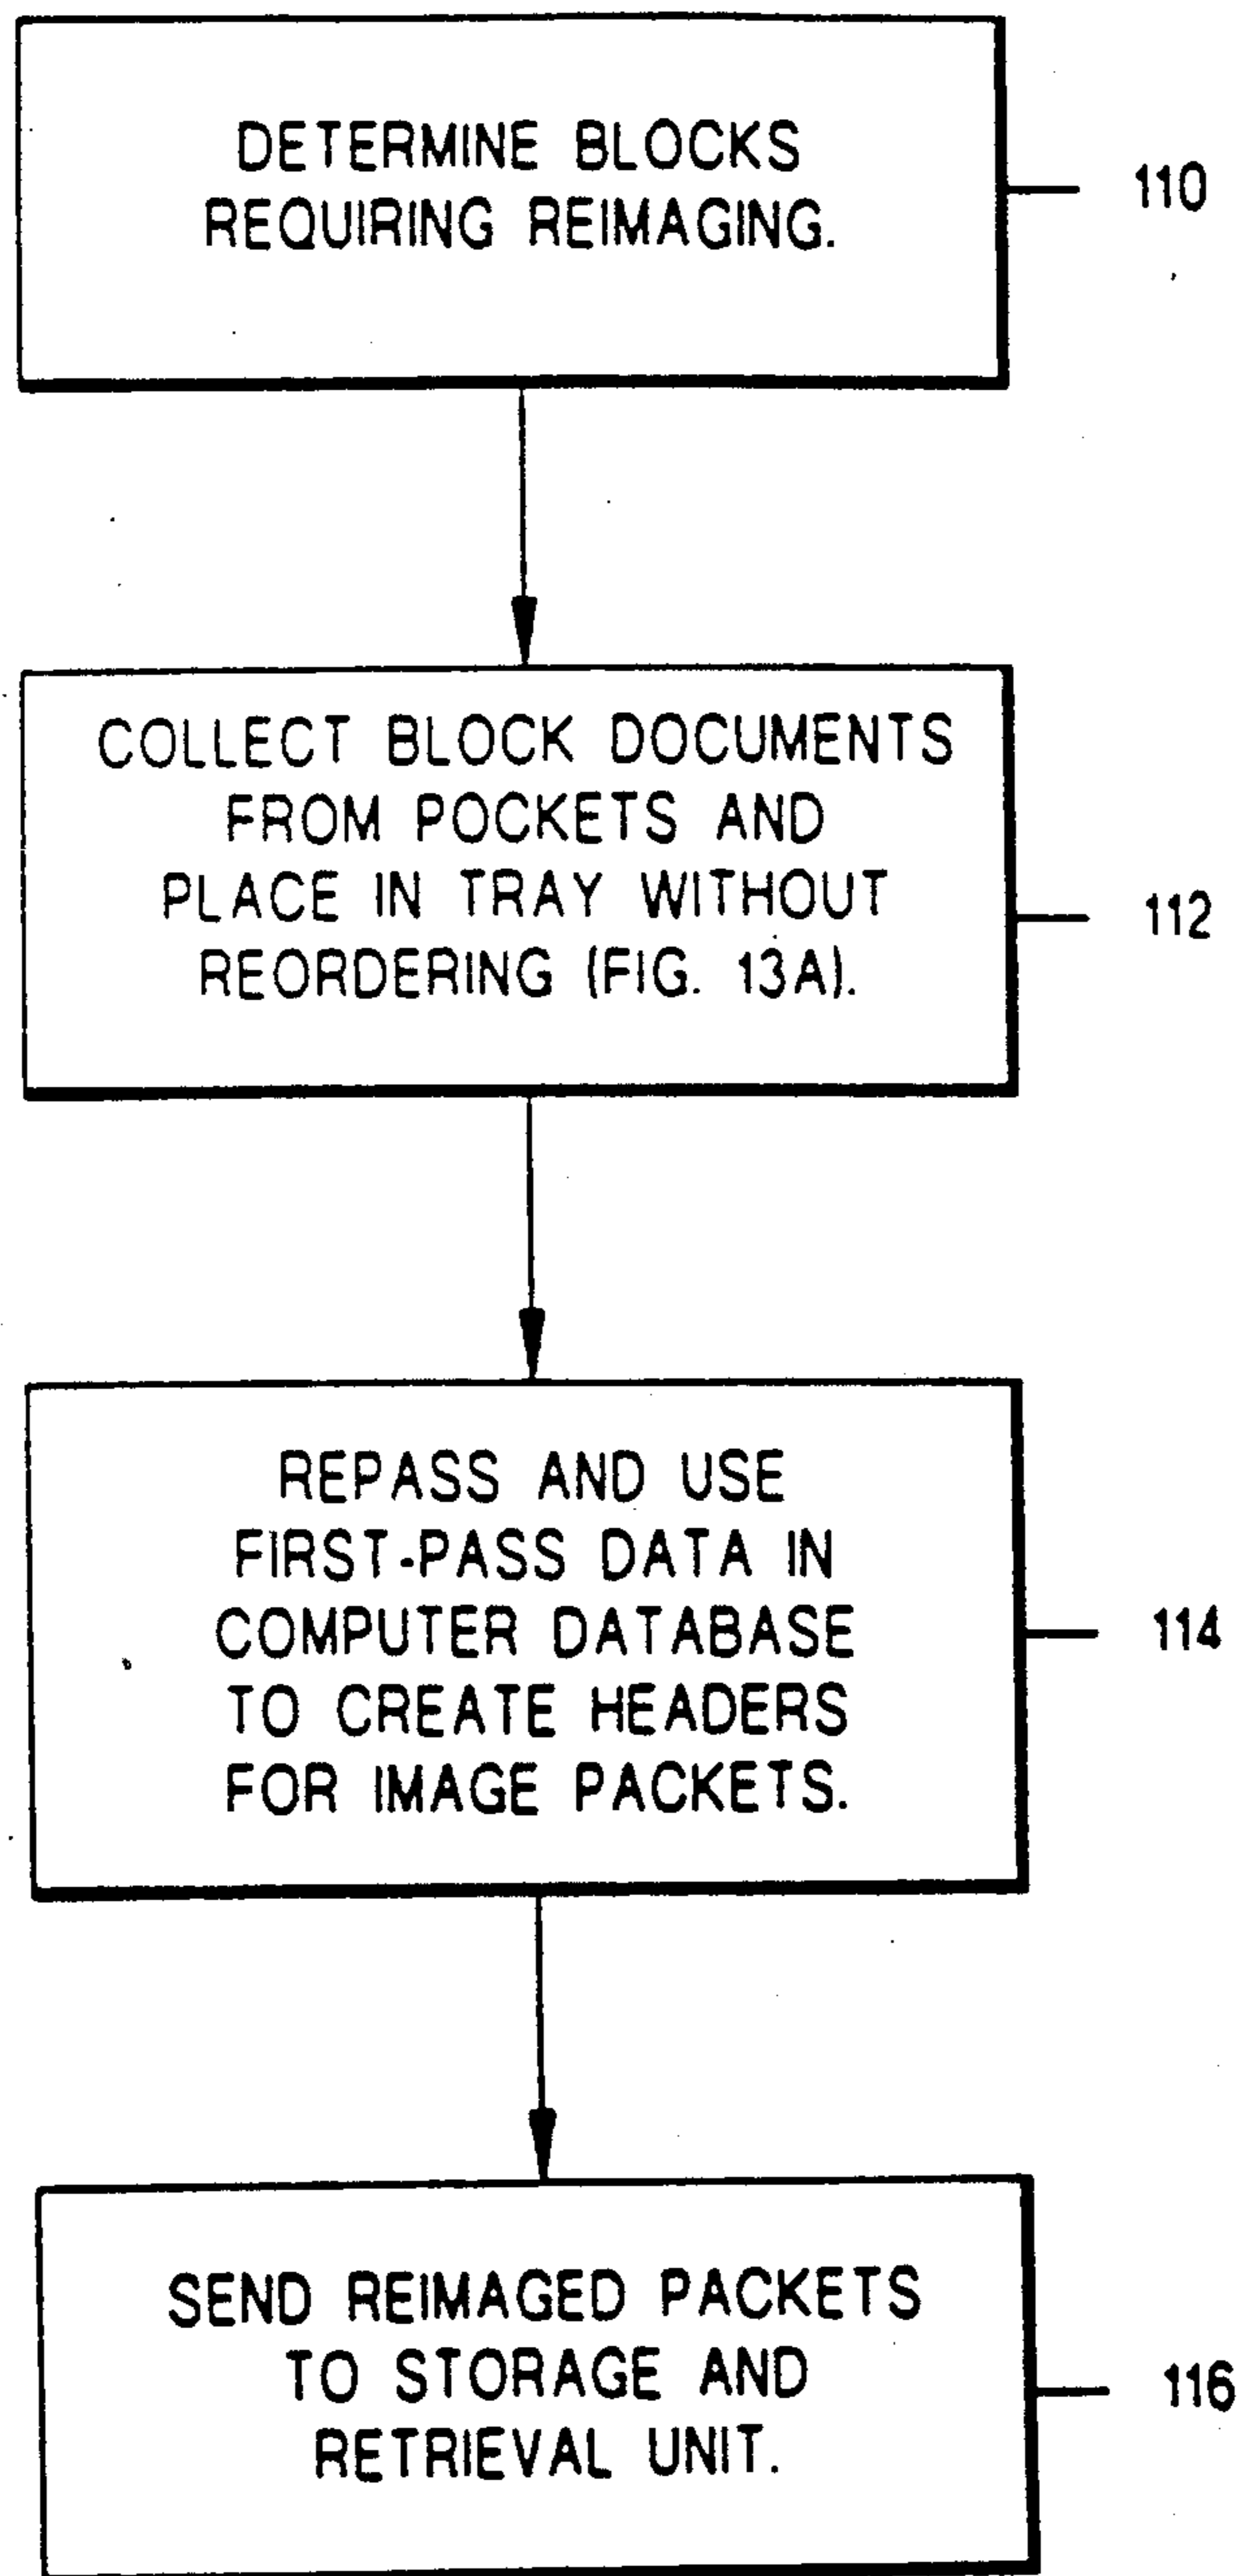 DETERMINE BLOCKS
REQUIRING REIMAGING.
110
COLLECT BLOCK DOCUMENTS
FROM POCKETS AND
PLACE IN TRAY WITHOUT
REORDERING (FIG. 13A).
112
REPASS AND USE
FIRST-PASS DATA IN
COMPUTER DATABASE
TO CREATE HEADERS
FOR IMAGE PACKETS.
114
SEND REIMAGED PACKETS
TO STORAGE AND
RETRIEVAL UNIT.
116